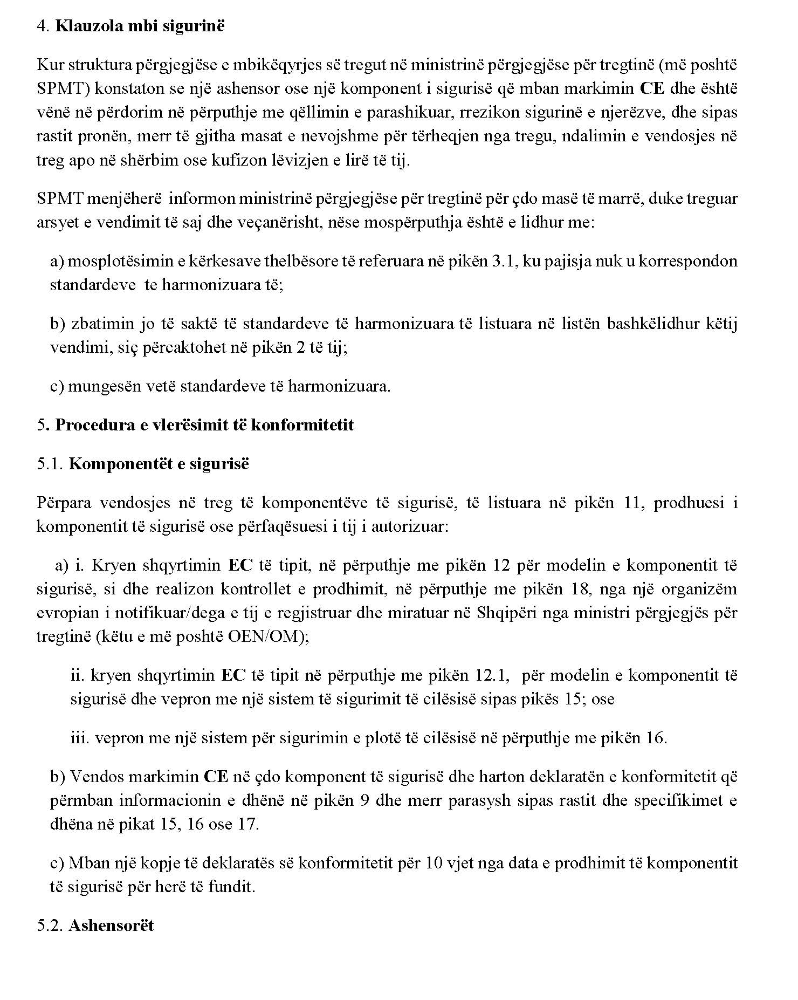 4. Klauzola mbi sigurinë
Kur struktura përgjegjëse e mbikëqyrjes së tregut në ministrinë përgjegjëse për tregtinë (më poshtë
SPMT) konstaton se një ashensor ose një komponent i sigurisë që mban markimin CE dhe është
vënë në përdorim në përputhje me qëllimin e parashikuar, rrezikon sigurinë e njerëzve, dhe sipas
rastit pronën, merr të gjitha masat e nevojshme për tërheqjen nga tregu, ndalimin e vendosjes në
treg apo në shërbim ose kufizon lëvizjen e lirë të tij.
SPMT menjëherë  informon ministrinë përgjegjëse për tregtinë për çdo masë të marrë, duke treguar
arsyet e vendimit të saj dhe veçanërisht, nëse mospërputhja është e lidhur me:
a) mosplotësimin e kërkesave thelbësore të referuara në pikën 3.1, ku pajisja nuk u korrespondon
standardeve  te harmonizuara të;
b) zbatimin jo të saktë të standardeve të harmonizuara të listuara në listën bashkëlidhur këtij
vendimi, siç përcaktohet në pikën 2 të tij;
c) mungesën vetë standardeve të harmonizuara.
5. Procedura e vlerësimit të konformitetit
5.1. Komponentët e sigurisë
Përpara vendosjes në treg të komponentëve të sigurisë, të listuara në pikën 11, prodhuesi i
komponentit të sigurisë ose përfaqësuesi i tij i autorizuar:
a) i. Kryen shqyrtimin EC të tipit, në përputhje me pikën 12 për modelin e komponentit të
sigurisë, si dhe realizon kontrollet e prodhimit, në përputhje me pikën 18, nga një organizëm
evropian i notifikuar/dega e tij e regjistruar dhe miratuar në Shqipëri nga ministri përgjegjës për
tregtinë (këtu e më poshtë OEN/OM);
ii. kryen shqyrtimin EC të tipit në përputhje me pikën 12.1,  për modelin e komponentit të
sigurisë dhe vepron me një sistem të sigurimit të cilësisë sipas pikës 15; ose
iii. vepron me një sistem për sigurimin e plotë të cilësisë në përputhje me pikën 16.
b) Vendos markimin CE në çdo komponent të sigurisë dhe harton deklaratën e konformitetit që
përmban informacionin e dhënë në pikën 9 dhe merr parasysh sipas rastit dhe specifikimet e
dhëna në pikat 15, 16 ose 17.
c) Mban një kopje të deklaratës së konformitetit për 10 vjet nga data e prodhimit të komponentit
të sigurisë për herë të fundit.
5.2. Ashensorët